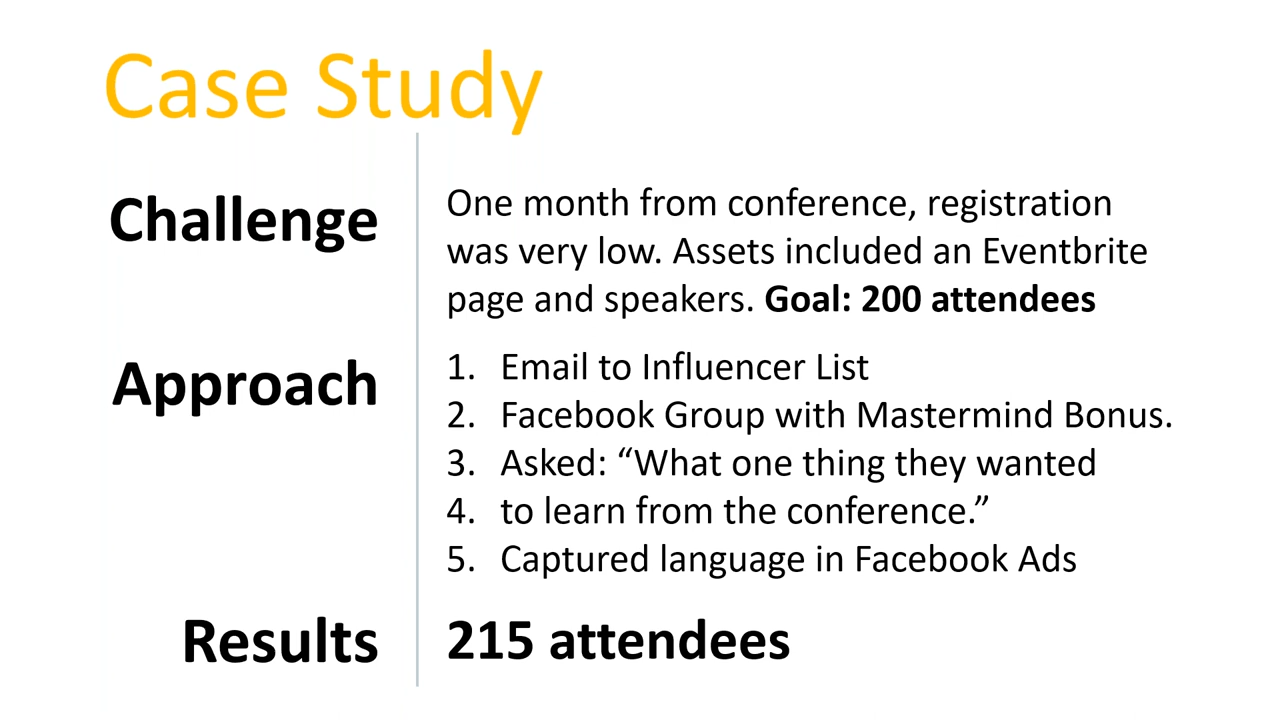 Case Study
Challenge
One month from conference, registration
was very low. Assets included an Eventbrite
page and speakers. Goal: 200 attendees
Approach
1. Email to Influencer List
2. Facebook Group with Mastermind Bonus.
3. Asked: “What one thing they wanted
4. to learn from the conference.”
5. Captured language in Facebook Ads
Results
215 attendees